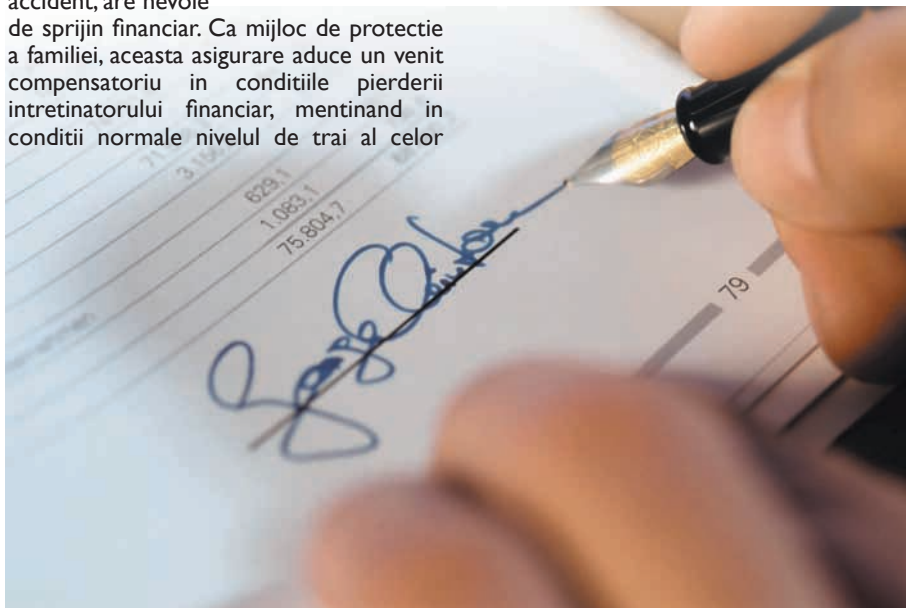 accident, are nevoie
de sprijin financiar. Ca mijloc de protectie
a familiei, aceasta asigurare aduce un venit
compensatoriu in conditiile pierderii
intretinatorului financiar, mentinand in
conditii normale nivelul de trai al celor
629,1
1.083,1
75.804,7
79